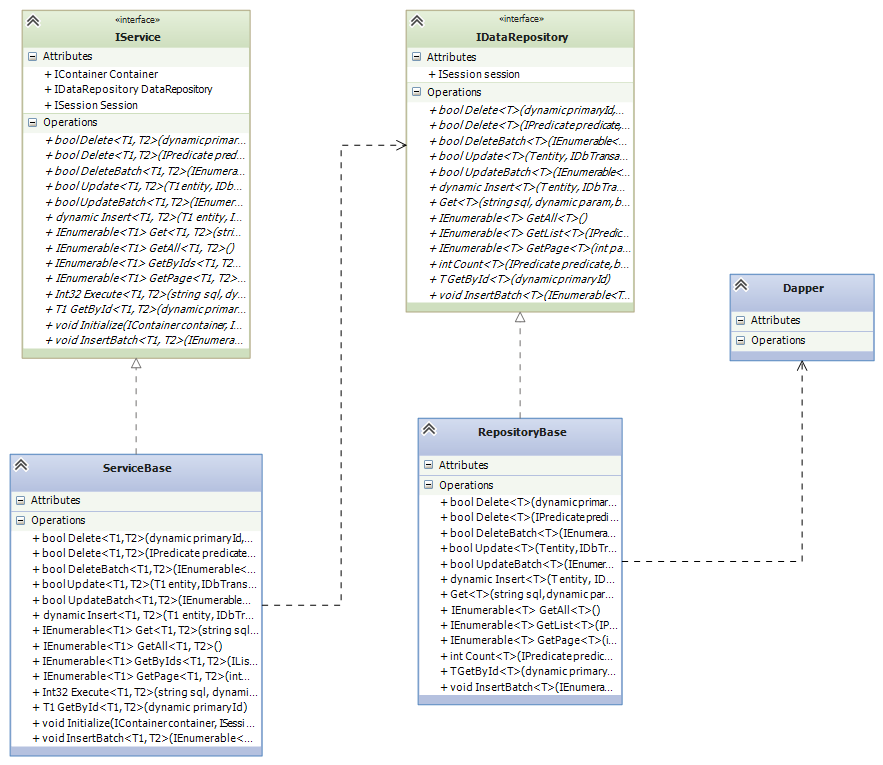 «interface»
IService
Attributes
+ IContainer Container
+ IDataRepository DataRepository
+ ISession Session
Operations
+ bool Delete<T1, T2>(dynamic primar...
+ bool Delete<T1, T2>(IPredicate pred...
+ bool DeleteBatch<T1, T2>(IEnumera...
+ bool Update<T1, T2>(T1 entity, IDb...
+ bool UpdateBatch<T1, T2>(IEnumer...
+ dynamic Insert<T1, T2>(T1 entity, I...
+ IEnumerable<T1> Get<T1, T2>(stri...
+ IEnumerable<T1> GetAll<T1, T2>()
+ IEnumerable<T1> GetByIds<T1, T2...
+ IEnumerable<T1> GetPage<T1, T2>...
+ Int32 Execute<T1, T2>(string sql, dy...
+ T1 GetById<T1, T2>(dynamic primar...
+ void Initialize(IContainer container, I...
+ void InsertBatch<T1, T2>(IEnumera...
«interface»
IDataRepository
Attributes
+ ISession session
Operations
+ bool Delete<T>(dynamic primaryId,...
+ bool Delete<T>(IPredicate predicate,...
+ bool DeleteBatch<T>(IEnumerable<...
+ bool Update<T>(T entity, IDbTransa...
+ bool UpdateBatch<T>(IEnumerable<...
+ dynamic Insert<T>(T entity, IDbTra...
+ Get<T>(string sql, dynamic param, b...
+ IEnumerable<T> GetAll<T>()
+ IEnumerable<T> GetList<T>(IPredic...
+ IEnumerable<T> GetPage<T>(int pa...
+ int Count<T>(IPredicate predicate, b...
+ T GetById<T>(dynamic primaryId)
+ void InsertBatch<T>(IEnumerable<T...
Dapper
Attributes
Operations
ServiceBase
Attributes
Operations
+ bool Delete<T1,T2>(dynamic primaryId,...
+ bool Delete<T1,T2>(IPredicate predicate...
+ bool DeleteBatch<T1,T2>(IEnumerable<...
+ bool Update<T1, T2>(T1 entity, IDbTrans...
+ bool UpdateBatch<T1,T2>(IEnumerable...
+ dynamic Insert<T1, T2>(T1 entity, IDbTr...
+ IEnumerable<T1> Get<T1, T2>(string sql...
+ IEnumerable<T1> GetAll<T1, T2>()
+ IEnumerable<T1> GetByIds<T1, T2>(ILis...
+ IEnumerable<T1> GetPage<T1, T2>(int...
+ Int32 Execute<T1, T2>(string sql, dynami...
+ T1 GetById<T1, T2>(dynamic primaryId)
+ void Initialize(IContainer container, ISessi...
+ void InsertBatch<T1, T2>(IEnumerable<...
RepositoryBase
Attributes
Operations
+ bool Delete<T>(dynamic primar...
+ bool Delete<T>(IPredicate predi...
+ bool DeleteBatch<T>(IEnumera...
+ bool Update<T>(T entity, IDbTr...
+ bool UpdateBatch<T>(IEnumer...
+ dynamic Insert<T>(T entity, ID...
+ Get<T>(string sql, dynamic par...
+ IEnumerable<T> GetAll<T>()
+ IEnumerable<T> GetList<T>(IP...
+ IEnumerable<T> GetPage<T>(i...
+ int Count<T>(IPredicate predic...
+ T GetById<T>(dynamic primary...
+ void InsertBatch<T>(IEnumera...